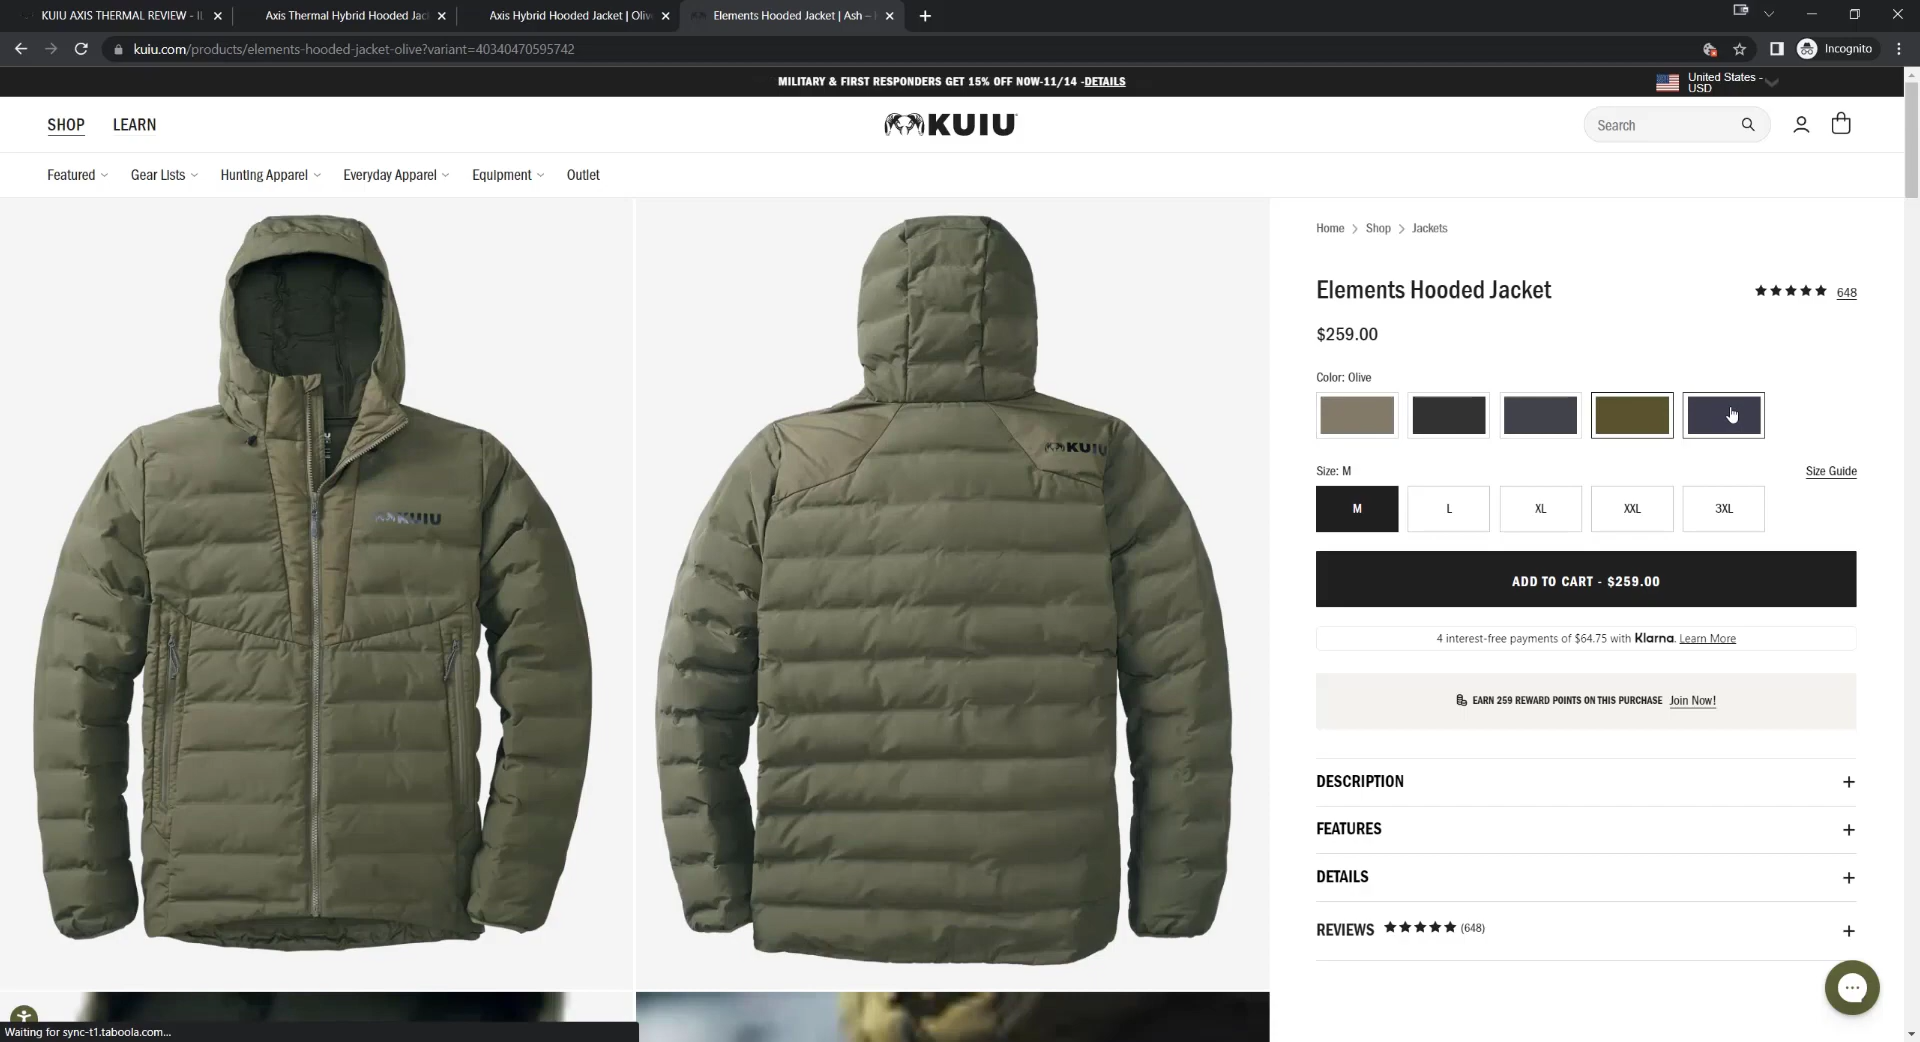 KUIU AXIS THERMAL REVIEW - IL
Axis Thermal Hybrid Hooded Jac
Axis Hybrid Hooded Jacket | Oliv
Elements Hooded Jacket | Ash –
kuiu.com/products/elements-hooded-jacket-olive?variant=40340470595742
Incognito
MILITARY & FIRST RESPONDERS GET 15% OFF NOW-11/14 -DETAILS
United States -
USD
SHOP
LEARN
KUIU
Search
Featured
Gear Lists
Hunting Apparel
Everyday Apparel
Equipment
Outlet
Home > Shop > Jackets
Elements Hooded Jacket
648
$259.00
Color: Olive
Size: M
Size Guide
M
L
XL
XXL
3XL
ADD TO CART - $259.00
4 interest-free payments of $64.75 with Klarna. Learn More
EARN 259 REWARD POINTS ON THIS PURCHASE Join Now!
DESCRIPTION
FEATURES
DETAILS
REVIEWS (648)
KUIU
KUIU
Waiting for sync-t1.taboola.com...